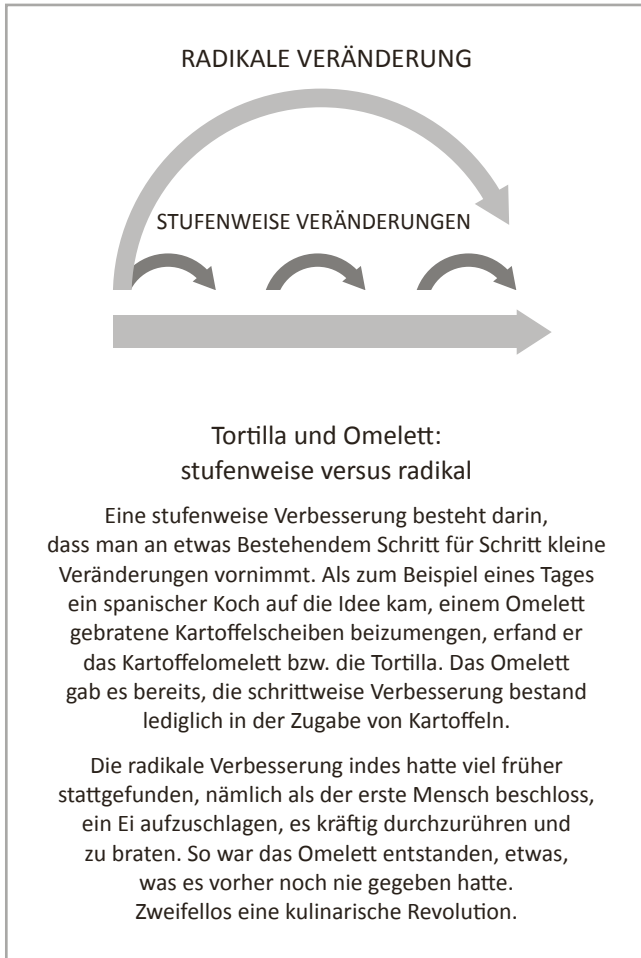 RADIKALE VERÄNDERUNG
STUFENWEISE VERÄNDERUNGEN
Tortilla und Omelett:
stufenweise versus radikal
Eine stufenweise Verbesserung besteht darin,
dass man an etwas Bestehendem Schritt für Schritt kleine
Veränderungen vornimmt. Als zum Beispiel eines Tages
ein spanischer Koch auf die Idee kam, einem Omelett
gebratene Kartoffelscheiben beizumengen, erfand er
das Kartoffelomelett bzw. die Tortilla. Das Omelett
gab es bereits, die schrittweise Verbesserung bestand
lediglich in der Zugabe von Kartoffeln.
Die radikale Verbesserung indes hatte viel früher
stattgefunden, nämlich als der erste Mensch beschloss,
ein Ei aufzuschlagen, es kräftig durchzurühren und
zu braten. So war das Omelett entstanden, etwas,
was es vorher noch nie gegeben hatte.
Zweifellos eine kulinarische Revolution.